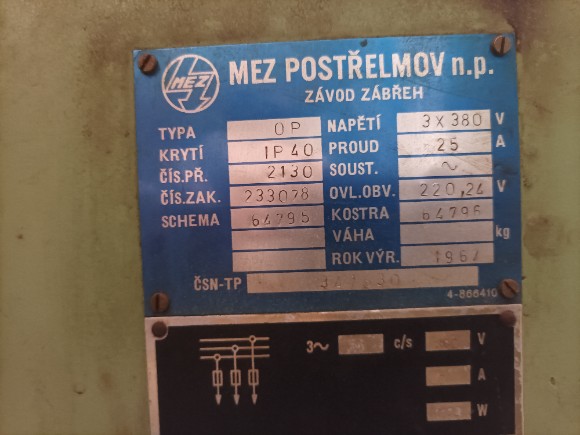 MEZ
MEZ POSTŘELMOV n.p.
ZÁVOD ZÁBŘEH
TYPA OP NAPĚTÍ 3X380 V
KRYTÍ IP40 PROUD 25 A
ČÍS.PŘ. 2130 SOUST. ~
ČÍS.ZAK. 233078 OVL.OBV. 220,24 V
SCHEMA 64795 KOSTRA 64796
VÁHA kg
ROK VÝR. 1967
ČSN-TP
4-866410
3~ c/s V
A
W